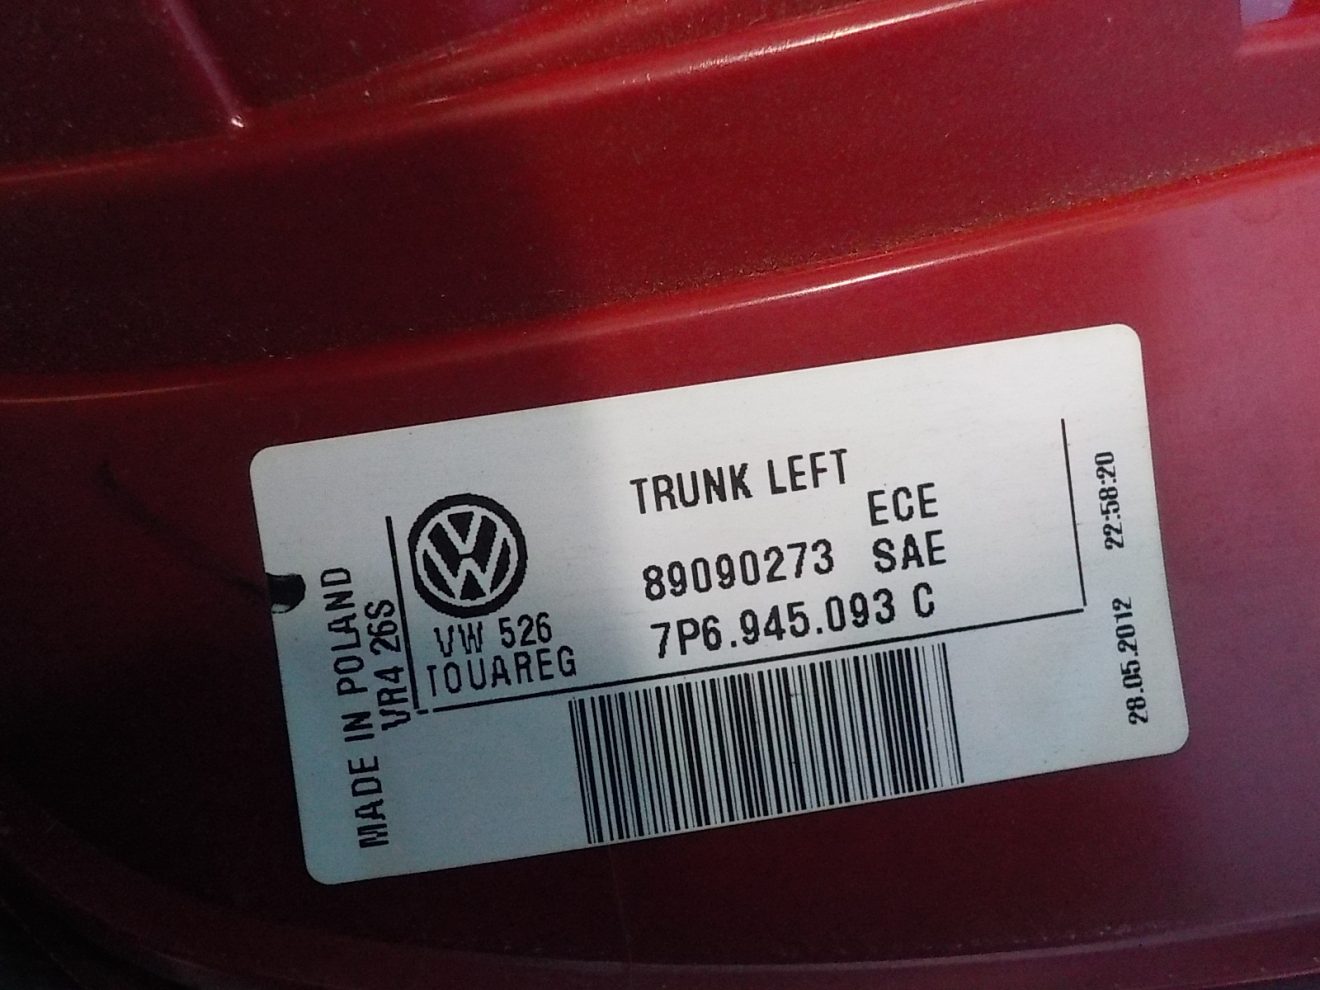 TRUNK LEFT
ECE
89090273 SAE
7P6.945.093 C
VW 526
TOUAREG
MADE IN POLAND
VR4 26S
28.05.2012 22:58:20